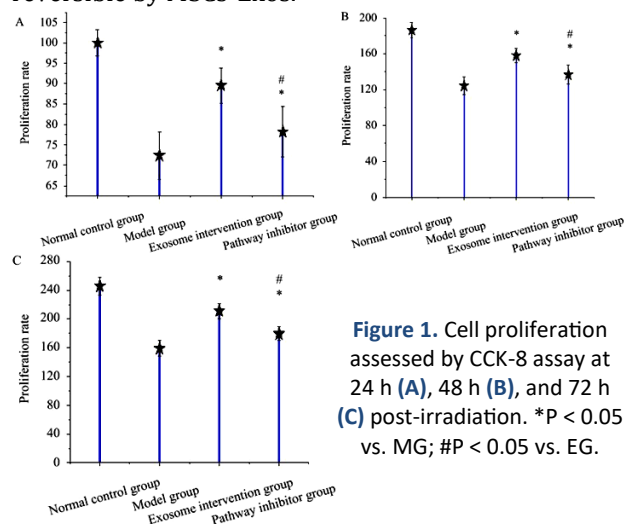 reversible by MSCs-Exos.
A
105
100
95
90
85
80
75
70
65
Proliferation rate
*
#
*
Normal control group
Model group
Exosome intervention group
Pathway inhibitor group
B
200
160
120
80
40
0
Proliferation rate
*
#
*
Normal control group
Model group
Exosome intervention group
Pathway inhibitor group
C
280
240
200
160
120
80
40
0
Proliferation rate
*
#
*
Normal control group
Model group
Exosome intervention group
Pathway inhibitor group
Figure 1. Cell proliferation
assessed by CCK-8 assay at
24 h (A), 48 h (B), and 72 h
(C) post-irradiation. *P < 0.05
vs. MG; #P < 0.05 vs. EG.